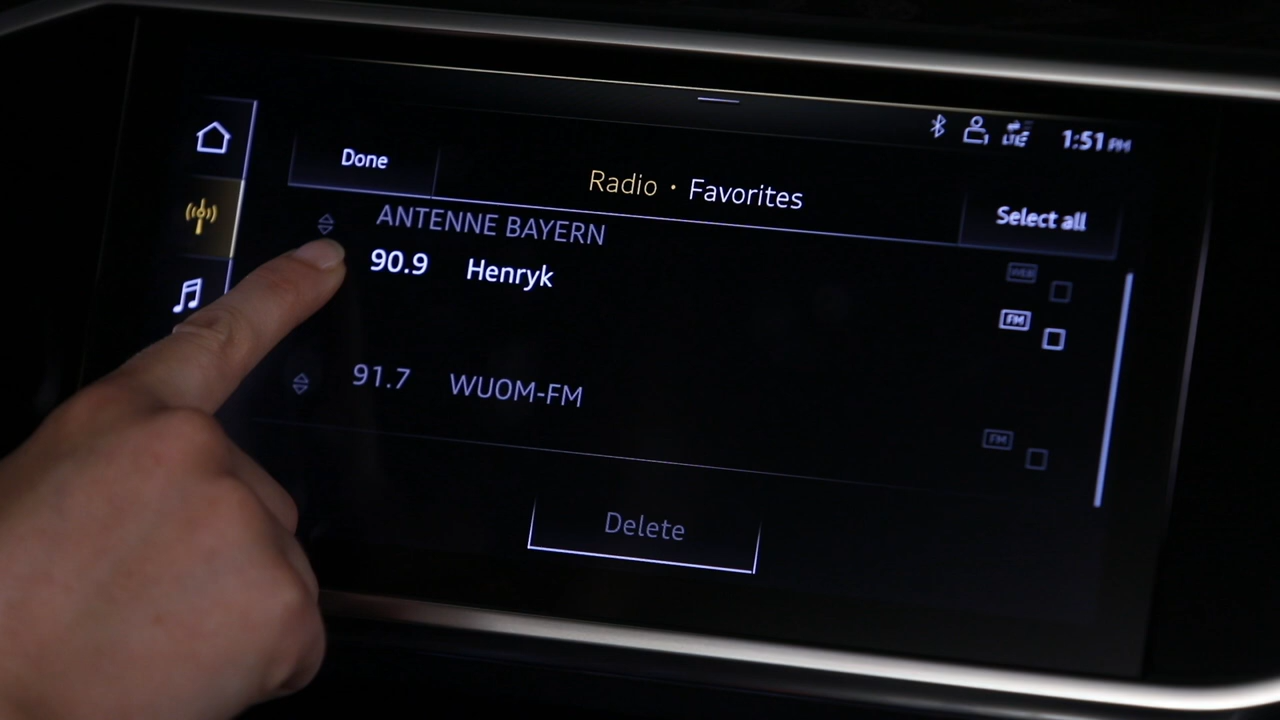 LTE 1:51 PM
Done
Radio · Favorites
Select all
ANTENNE BAYERN
WEB
90.9 Henryk
FM
91.7 WUOM-FM
FM
Delete